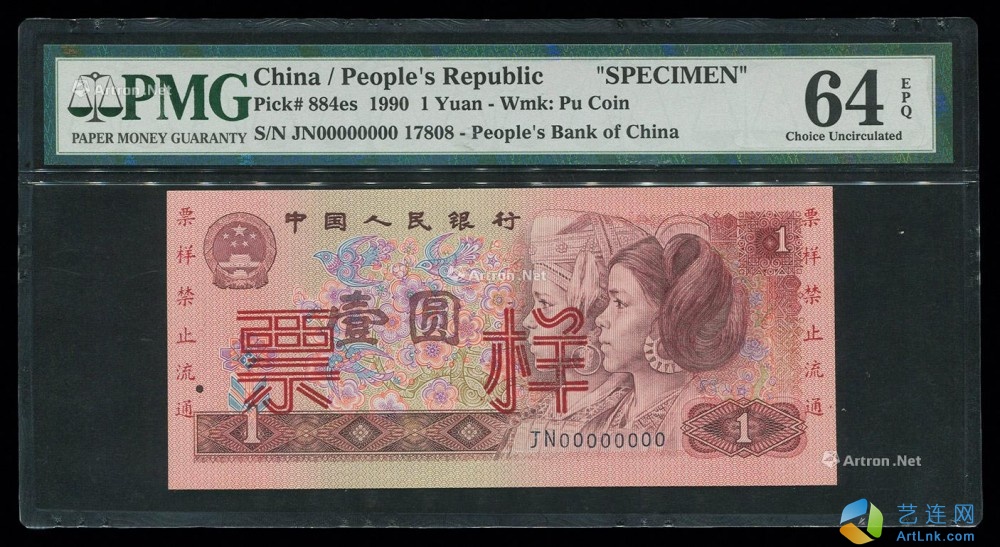 PMG
PAPER MONEY GUARANTY
China / People's Republic "SPECIMEN"
Pick# 884es 1990 1 Yuan - Wmk: Pu Coin
S/N JN00000000 17808 - People's Bank of China
64
EPQ
Choice Uncirculated
Artron.Net
中国人民银行
票样禁止流通
1
票样禁止流通
Artron.Net
壹圆
票样
1
JN00000000
1
Artron.Net
艺连网
ArtLnk.com